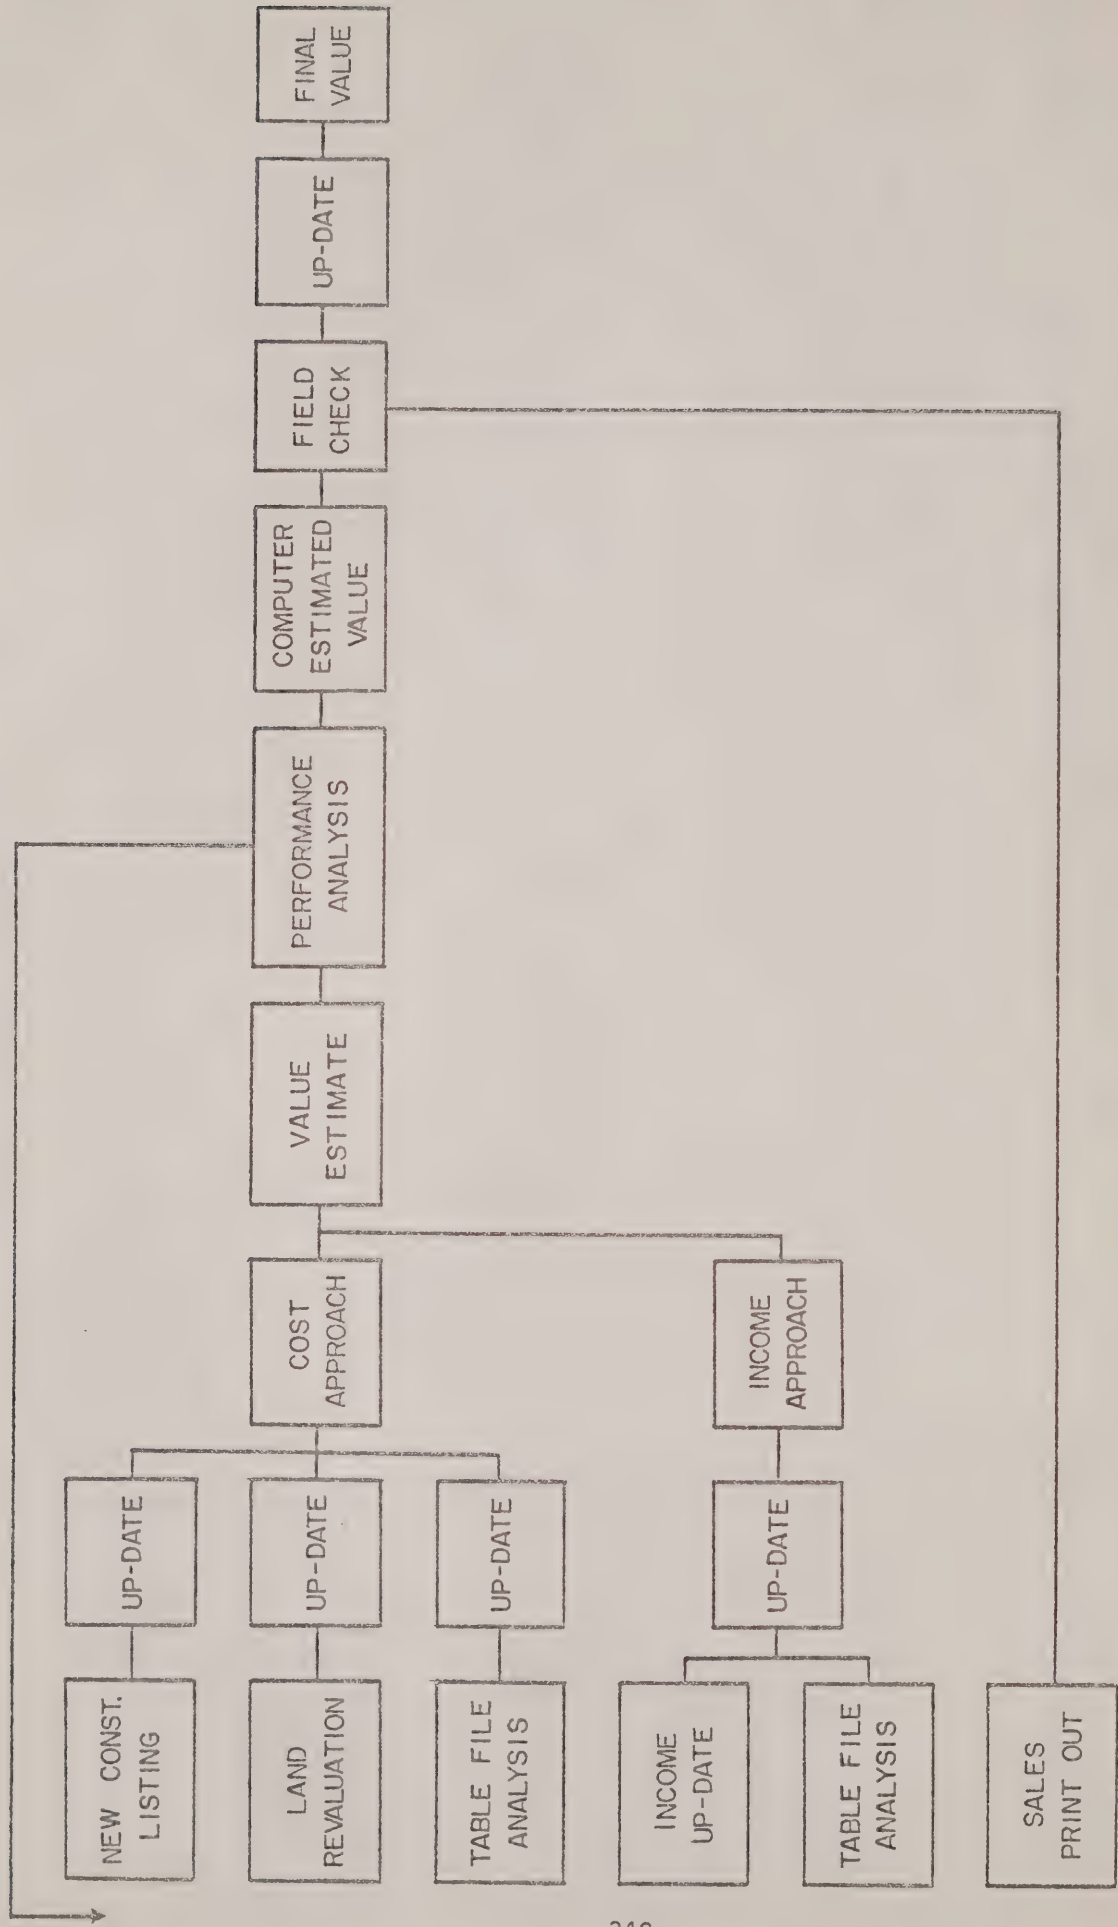 NEW CONST.
LISTING
UP-DATE
LAND
REVALUATION
UP-DATE
TABLE FILE
ANALYSIS
UP-DATE
COST
APPROACH
INCOME
UP-DATE
TABLE FILE
ANALYSIS
UP-DATE
INCOME
APPROACH
VALUE
ESTIMATE
PERFORMANCE
ANALYSIS
COMPUTER
ESTIMATED
VALUE
FIELD
CHECK
UP-DATE
FINAL
VALUE
SALES
PRINT OUT